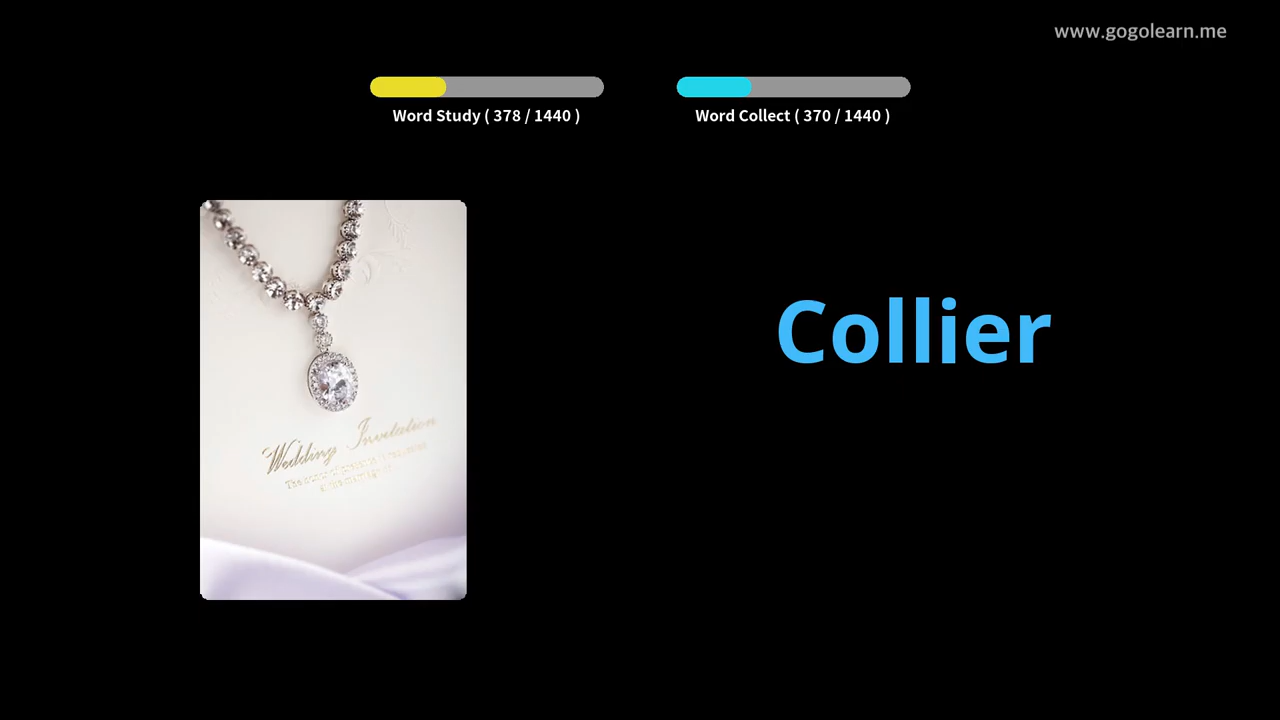 www.gogolearn.me
Word Study ( 378 / 1440 )
Word Collect ( 370 / 1440 )
Collier
Wedding Invitation